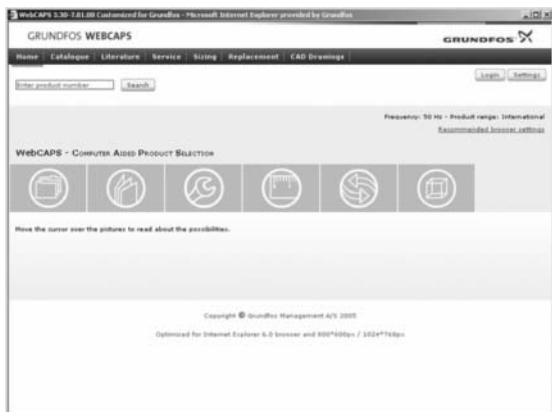 WebCAPS 3.30-7.01.00 Customized for Grundfos - Microsoft Internet Explorer provided by Grundfos
GRUNDFOS WEBCAPS
GRUNDFOS
Home Catalogue Literature Service Sizing Replacement CAD Drawings
Login Settings
Enter product number Search
Frequency: 50 Hz - Product range: International
Recommended browser settings
WebCAPS - Computer Aided Product Selection
Move the cursor over the pictures to read about the possibilities.
Copyright © Grundfos Management A/S 2005
Optimized for Internet Explorer 6.0 browser and 800*600px / 1024*768px